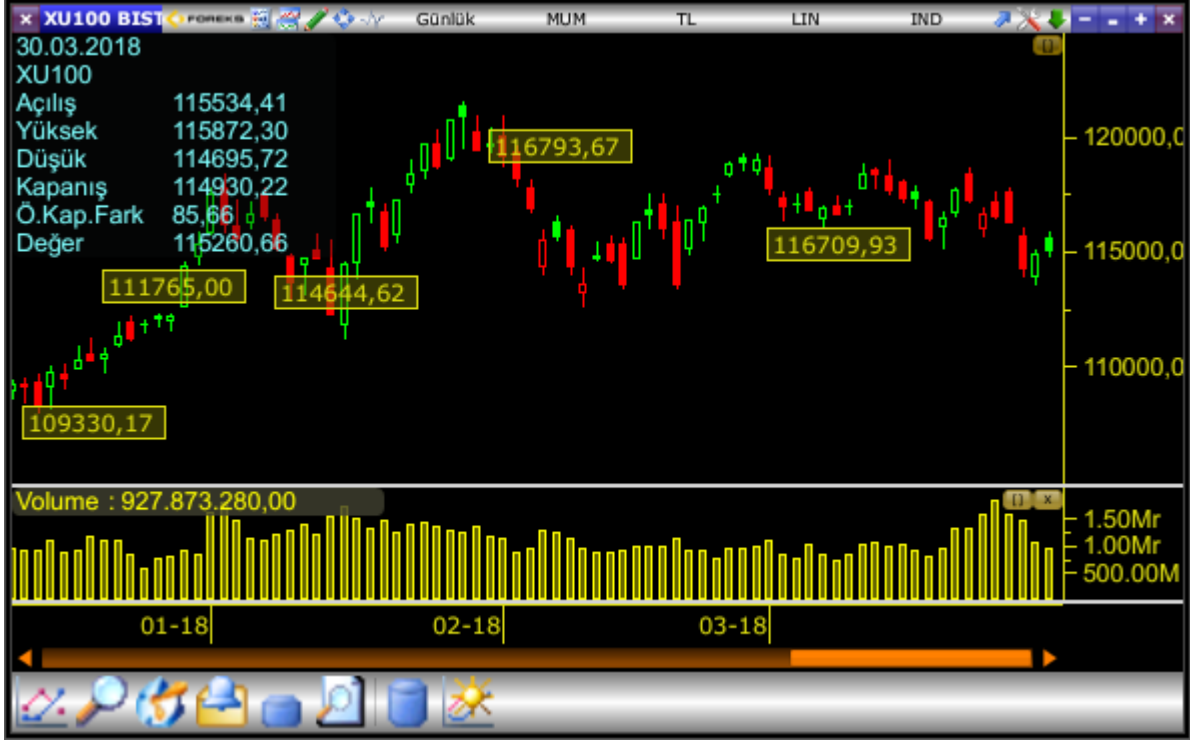 XU100 BIST FOREKS Günlük MUM TL LIN IND
30.03.2018
XU100
Açılış 115534,41
Yüksek 115872,30
Düşük 114695,72
Kapanış 114930,22
Ö.Kap.Fark 85,66
Değer 115260,66
116793,67
116709,93
111765,00
114644,62
109330,17
120000,0
115000,0
110000,0
Volume : 927.873.280,00
1.50Mr
1.00Mr
500.00M
01-18 02-18 03-18